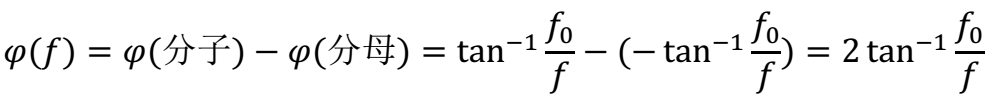 φ(f) = φ(分子) − φ(分母) = tan⁻¹ f₀/f − (− tan⁻¹ f₀/f) = 2 tan⁻¹ f₀/f